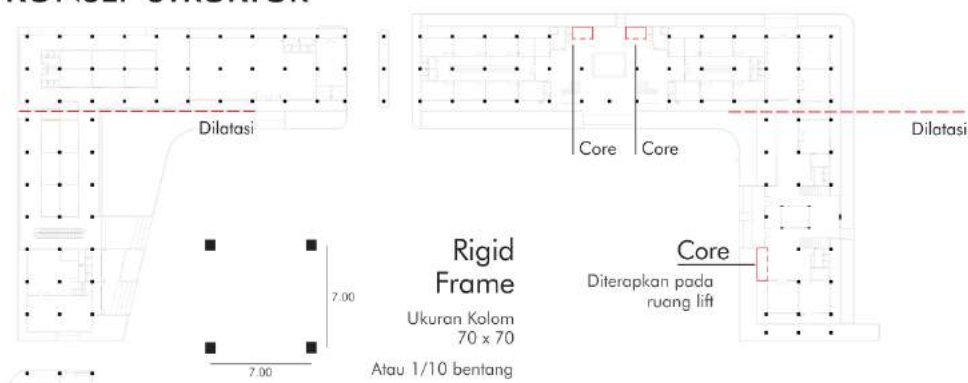 KONSEP STRUKTUR
Dilatasi
Core
Core
Dilatasi
7.00
7.00
Rigid
Frame
Ukuran Kolom
70 x 70
Atau 1/10 bentang
Core
Diterapkan pada
ruang lift